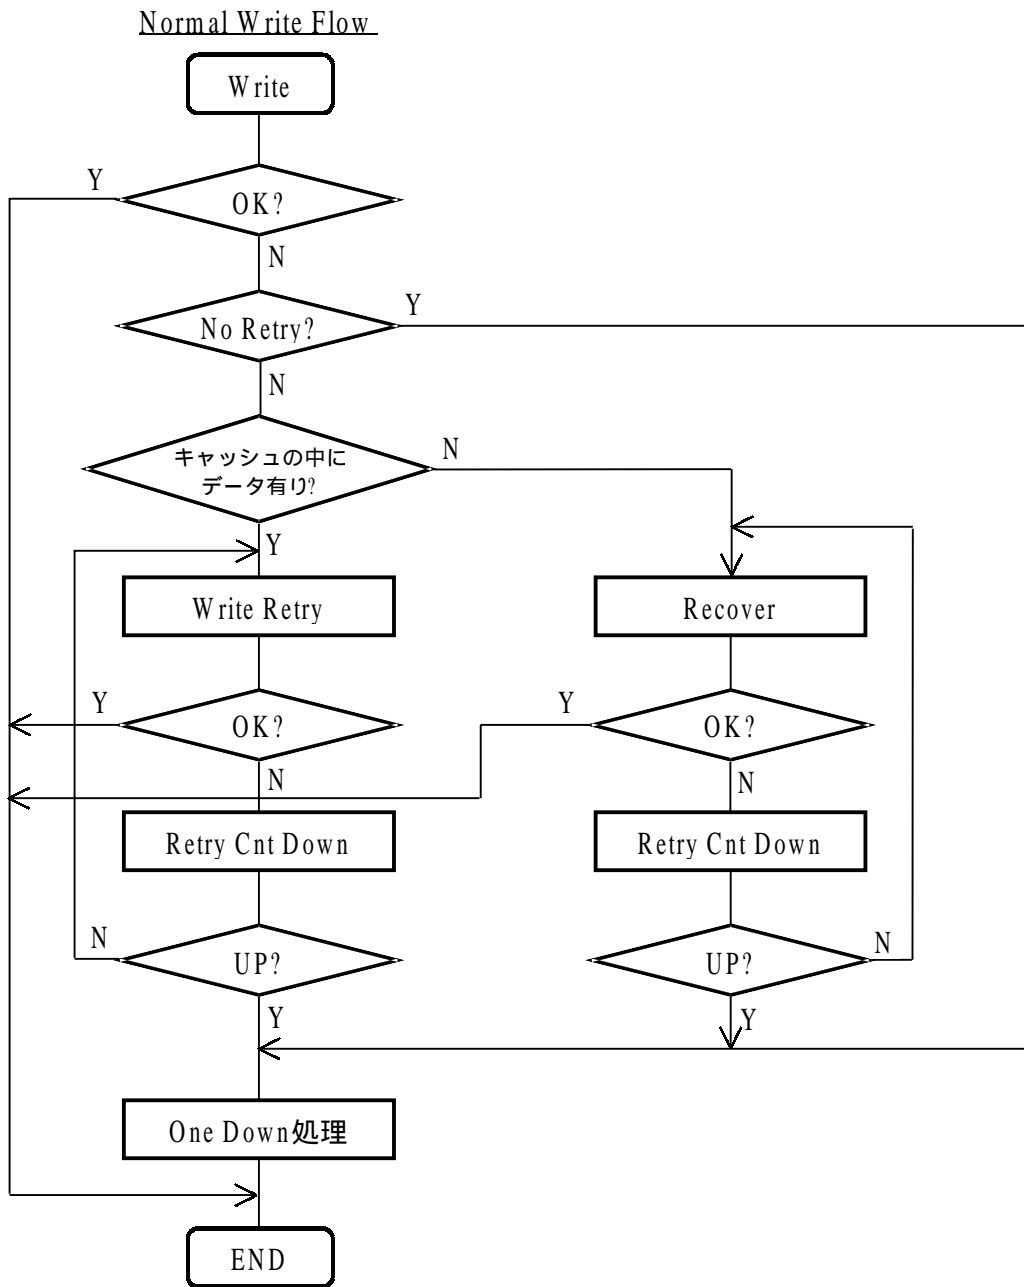 Normal Write Flow
Write
Y
OK?
N
No Retry?
Y
N
キャッシュの中に
データ有り?
N
Y
Write Retry
Recover
Y
OK?
Y
OK?
N
N
Retry Cnt Down
Retry Cnt Down
N
UP?
UP?
N
Y
Y
One Down処理
END